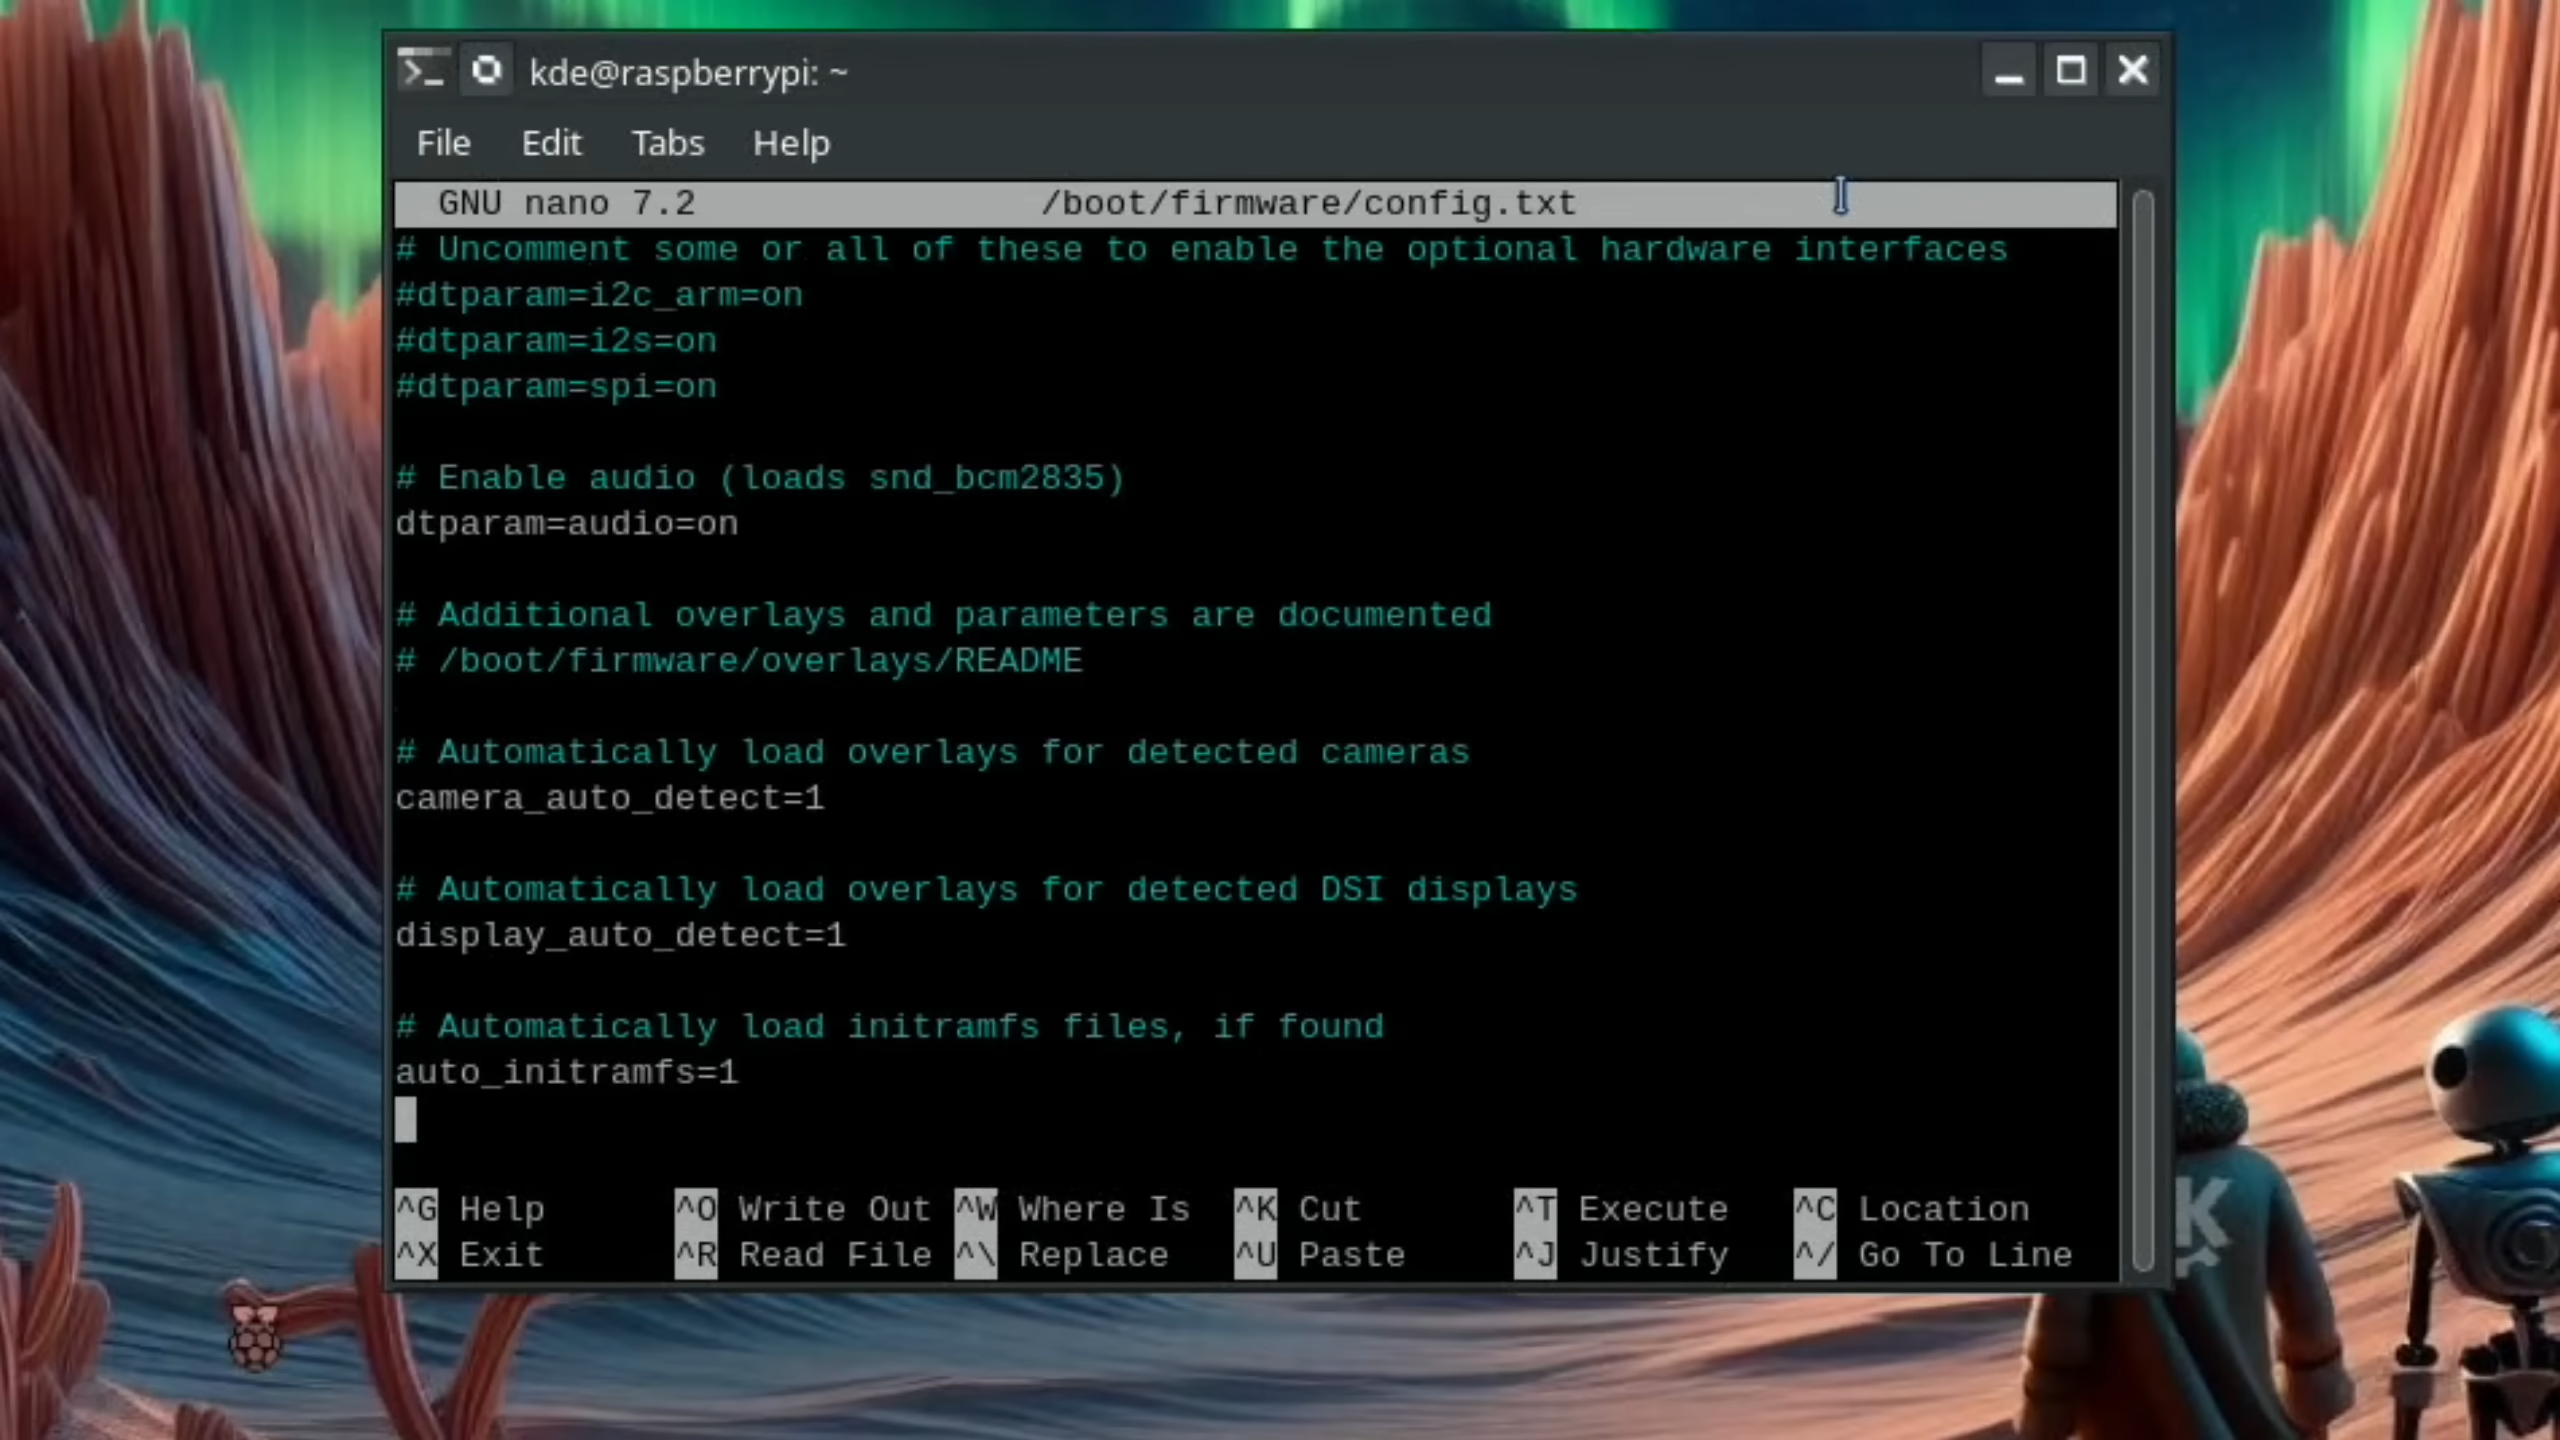 kde@raspberrypi: ~
File Edit Tabs Help
GNU nano 7.2 /boot/firmware/config.txt
# Uncomment some or all of these to enable the optional hardware interfaces
#dtparam=i2c_arm=on
#dtparam=i2s=on
#dtparam=spi=on
# Enable audio (loads snd_bcm2835)
dtparam=audio=on
# Additional overlays and parameters are documented
# /boot/firmware/overlays/README
# Automatically load overlays for detected cameras
camera_auto_detect=1
# Automatically load overlays for detected DSI displays
display_auto_detect=1
# Automatically load initramfs files, if found
auto_initramfs=1
^G Help ^O Write Out ^W Where Is ^K Cut ^T Execute ^C Location
^X Exit ^R Read File ^\ Replace ^U Paste ^J Justify ^/ Go To Line
K